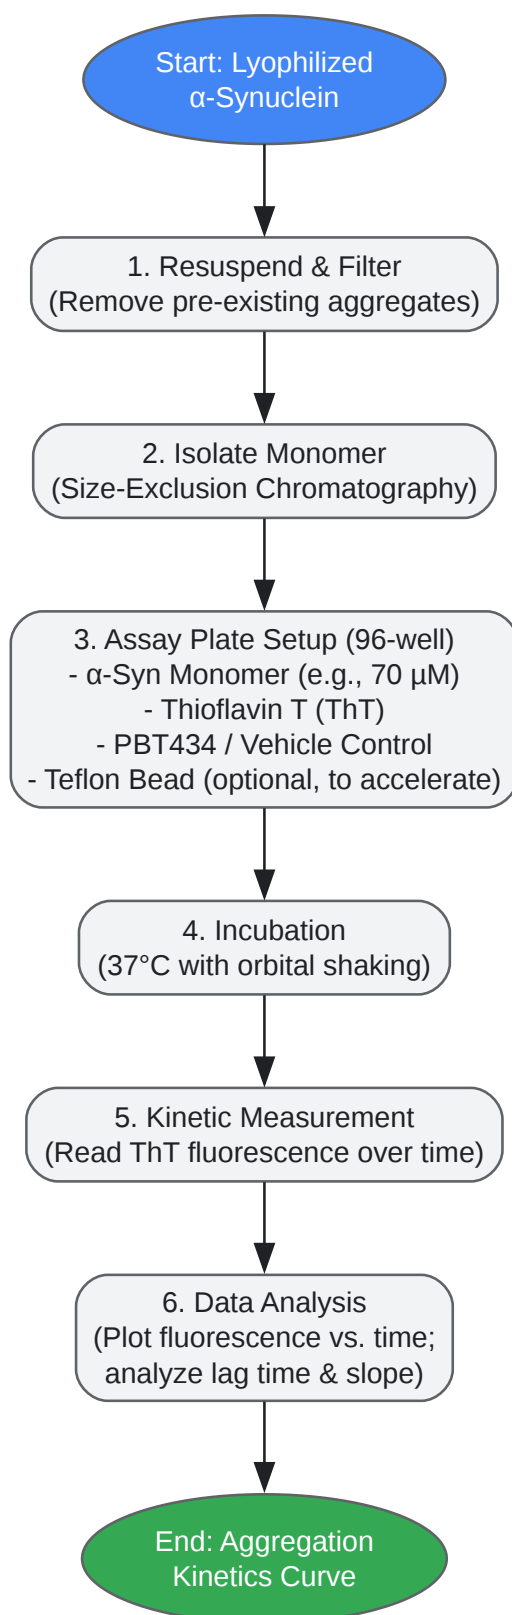 Start: Lyophilized
α-Synuclein
1. Resuspend & Filter
(Remove pre-existing aggregates)
2. Isolate Monomer
(Size-Exclusion Chromatography)
3. Assay Plate Setup (96-well)
- α-Syn Monomer (e.g., 70 μM)
- Thioflavin T (ThT)
- PBT434 / Vehicle Control
- Teflon Bead (optional, to accelerate)
4. Incubation
(37°C with orbital shaking)
5. Kinetic Measurement
(Read ThT fluorescence over time)
6. Data Analysis
(Plot fluorescence vs. time;
analyze lag time & slope)
End: Aggregation
Kinetics Curve